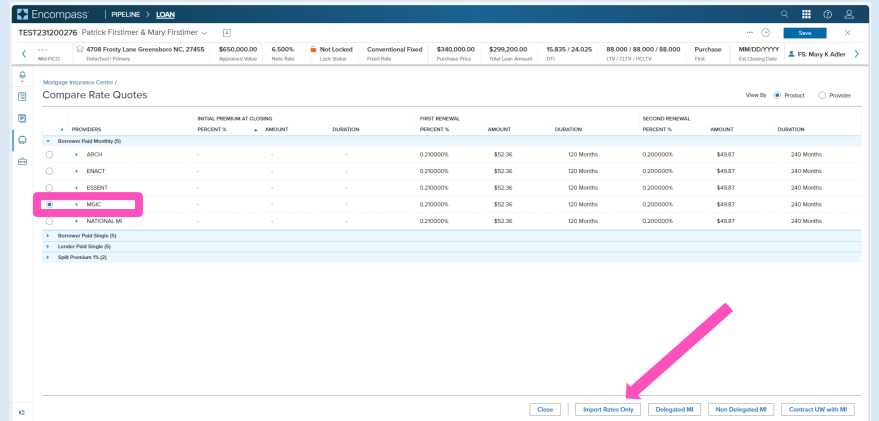 Encompass® | PIPELINE > LOAN
TEST231200276 Patrick Firstimer & Mary Firstimer
Save
--- 4708 Frosty Lane Greensboro NC, 27455 $650,000.00 6.500% Not Locked Conventional Fixed $340,000.00 $299,200.00 15.835 / 24.025 88.000 / 88.000 / 88.000 Purchase MM/DD/YYYY FS: Mary K Adler
Mid-FICO Detached | Primary Appraised Value Note Rate Lock Status Fixed Rate Purchase Price Total Loan Amount DTI LTV / CLTV / HCLTV First Est Closing Date
Mortgage Insurance Center /
Compare Rate Quotes
View By Product Provider
INITIAL PREMIUM AT CLOSING FIRST RENEWAL SECOND RENEWAL
PROVIDERS PERCENT % AMOUNT DURATION PERCENT % AMOUNT DURATION PERCENT % AMOUNT DURATION
Borrower Paid Monthly (5)
ARCH - - - 0.210000% $52.36 120 Months 0.200000% $49.87 240 Months
ENACT - - - 0.210000% $52.36 120 Months 0.200000% $49.87 240 Months
ESSENT - - - 0.210000% $52.36 120 Months 0.200000% $49.87 240 Months
MGIC - - - 0.210000% $52.36 120 Months 0.200000% $49.87 240 Months
NATIONAL MI - - - 0.210000% $52.36 120 Months 0.200000% $49.87 240 Months
Borrower Paid Single (5)
Lender Paid Single (5)
Split Premium 1% (2)
Close | Import Rates Only Delegated MI Non Delegated MI Contract UW with MI